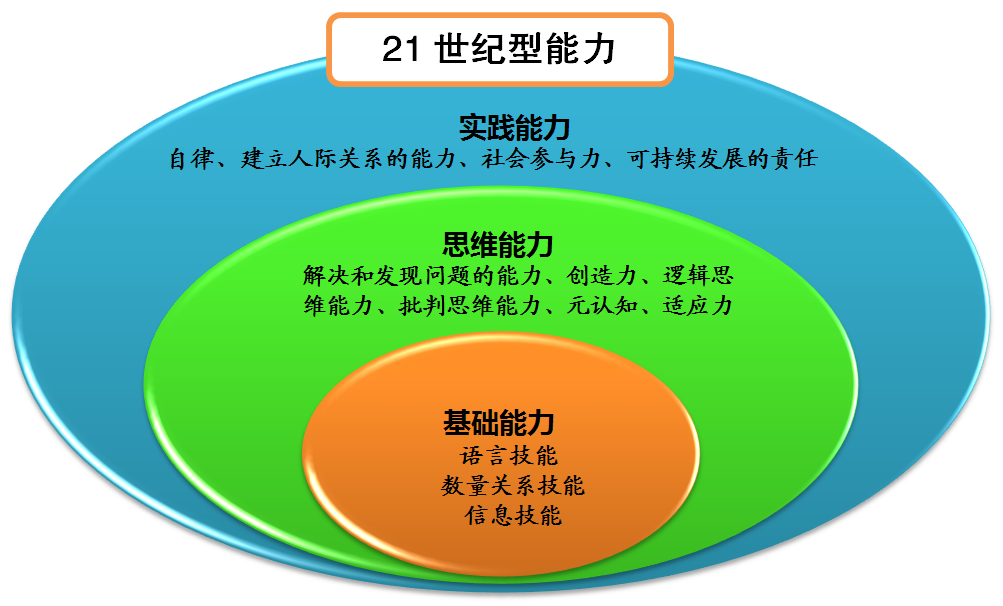 21 世纪型能力
实践能力
自律、建立人际关系的能力、社会参与力、可持续发展的责任
思维能力
解决和发现问题的能力、创造力、逻辑思
维能力、批判思维能力、元认知、适应力
基础能力
语言技能
数量关系技能
信息技能